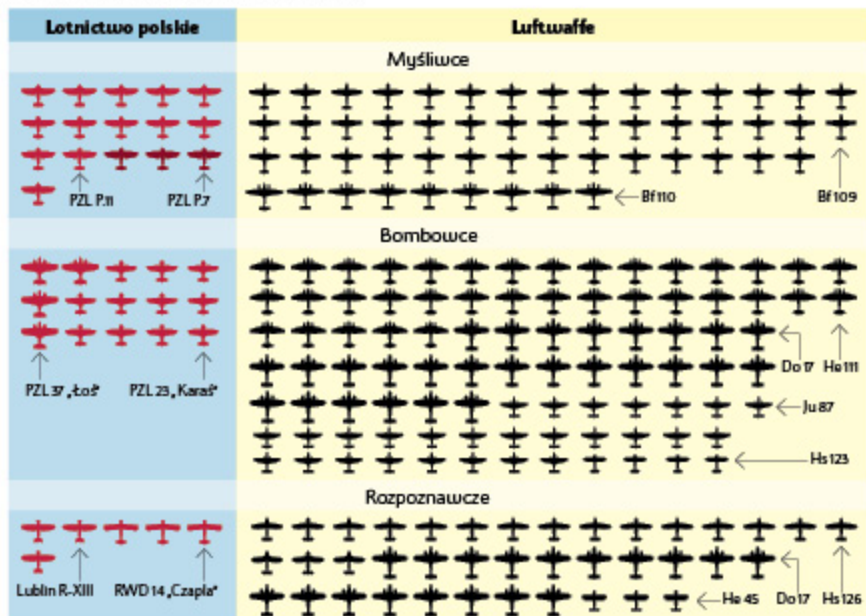 Lotnictwo polskie
Luftwaffe
Myśliwce
PZL P.11
PZL P.7
Bf110
Bf109
Bombowce
PZL 37 „Łoś"
PZL 23 „Karaś"
Do 17
He 111
Ju 87
Hs 123
Rozpoznawcze
Lublin R-XIII
RWD 14 „Czapla"
He 45
Do 17
Hs 126